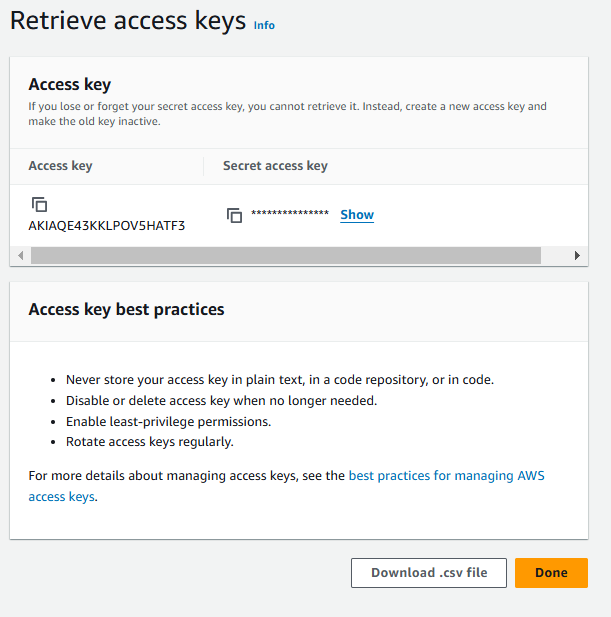 Retrieve access keys Info
Access key
If you lose or forget your secret access key, you cannot retrieve it. Instead, create a new access key and
make the old key inactive.
Access key
Secret access key
AKIAQE43KKLPOV5HATF3
*************** Show
Access key best practices
• Never store your access key in plain text, in a code repository, or in code.
• Disable or delete access key when no longer needed.
• Enable least-privilege permissions.
• Rotate access keys regularly.
For more details about managing access keys, see the best practices for managing AWS
access keys.
Download .csv file
Done